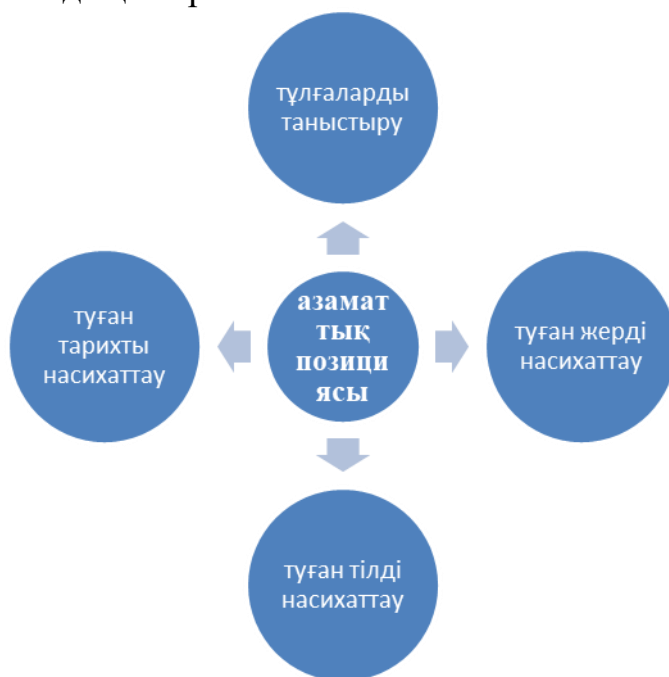 тұлғаларды
таныстыру
туған
тарихты
насихаттау
азамат
тық
позици
ясы
туған жерді
насихаттау
туған тілді
насихаттау